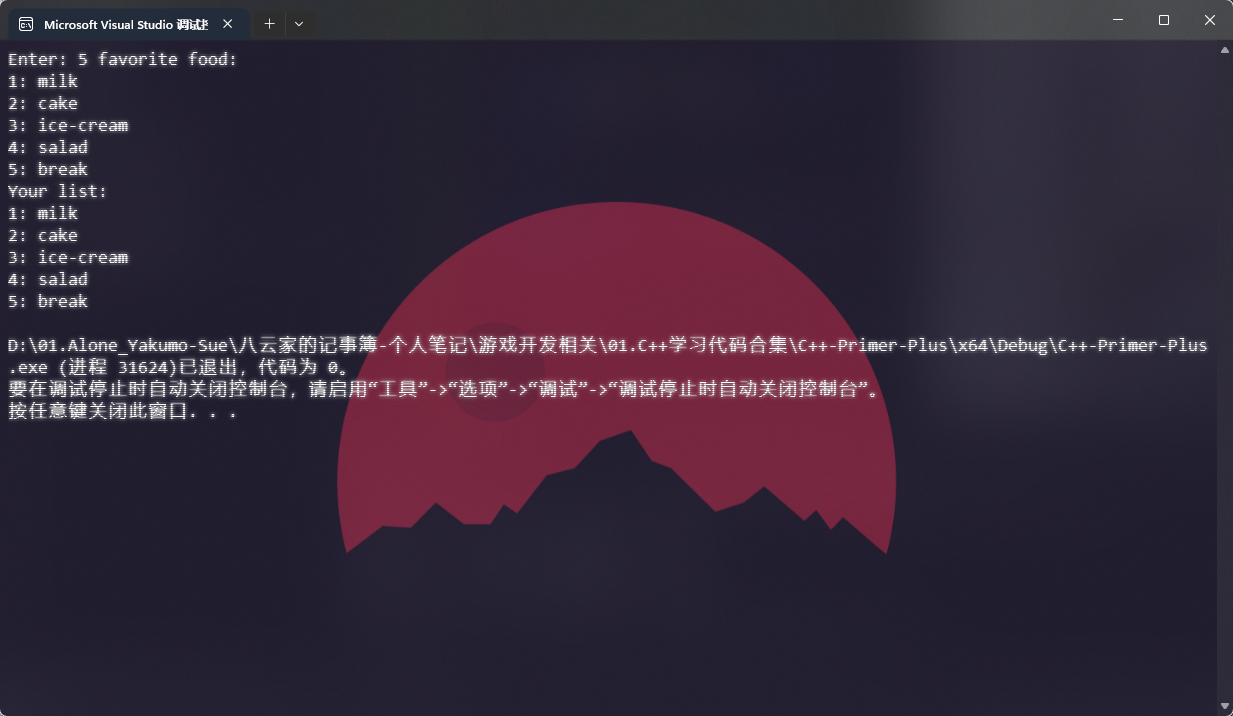 Microsoft Visual Studio 调试
Enter: 5 favorite food:
1: milk
2: cake
3: ice-cream
4: salad
5: break
Your list:
1: milk
2: cake
3: ice-cream
4: salad
5: break
D:\01.Alone_Yakumo-Sue\八云家的记事簿-个人笔记\游戏开发相关\01.C++学习代码合集\C++-Primer-Plus\x64\Debug\C++-Primer-Plus
.exe (进程 31624)已退出，代码为 0。
要在调试停止时自动关闭控制台，请启用“工具”->“选项”->“调试”->“调试停止时自动关闭控制台”。
按任意键关闭此窗口. . .